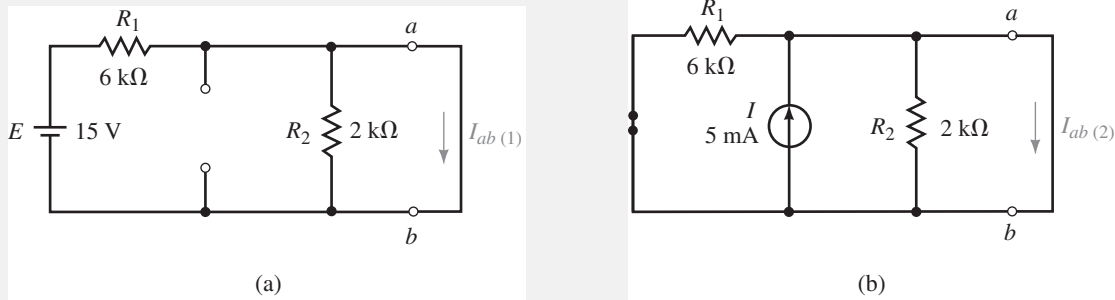 R1
6 kΩ
E
15 V
R2
2 kΩ
a
Iab (1)
b
(a)
R1
6 kΩ
I
5 mA
R2
2 kΩ
a
Iab (2)
b
(b)